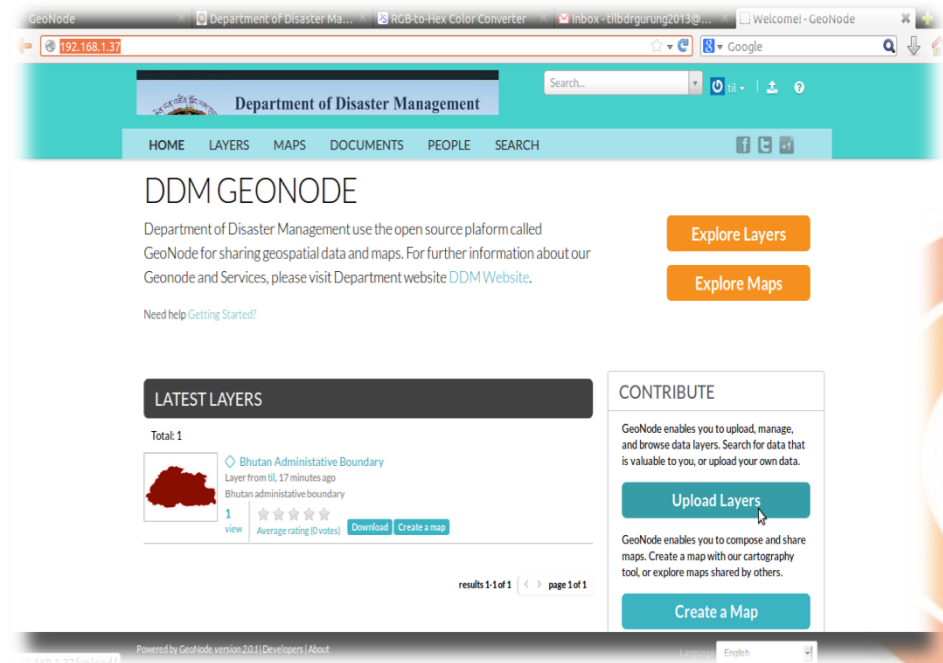 GeoNode
Department of Disaster Ma...
RGB-to-Hex Color Converter
Inbox - tilbdrgurung2013@...
Welcome! - GeoNode
192.168.1.37
Google
Department of Disaster Management
Search...
til
HOME LAYERS MAPS DOCUMENTS PEOPLE SEARCH
DDM GEONODE
Department of Disaster Management use the open source plaform called
GeoNode for sharing geospatial data and maps. For further information about our
Geonode and Services, please visit Department website DDM Website.
Need help Getting Started?
Explore Layers
Explore Maps
LATEST LAYERS
Total: 1
Bhutan Administative Boundary
Layer from til, 17 minutes ago
Bhutan administative boundary
1
view
Average rating (0 votes)
Download
Create a map
results 1-1 of 1
page 1 of 1
CONTRIBUTE
GeoNode enables you to upload, manage,
and browse data layers. Search for data that
is valuable to you, or upload your own data.
Upload Layers
GeoNode enables you to compose and share
maps. Create a map with our cartography
tool, or explore maps shared by others.
Create a Map
Powered by GeoNode version 2.0.1 | Developers | About
Language
English